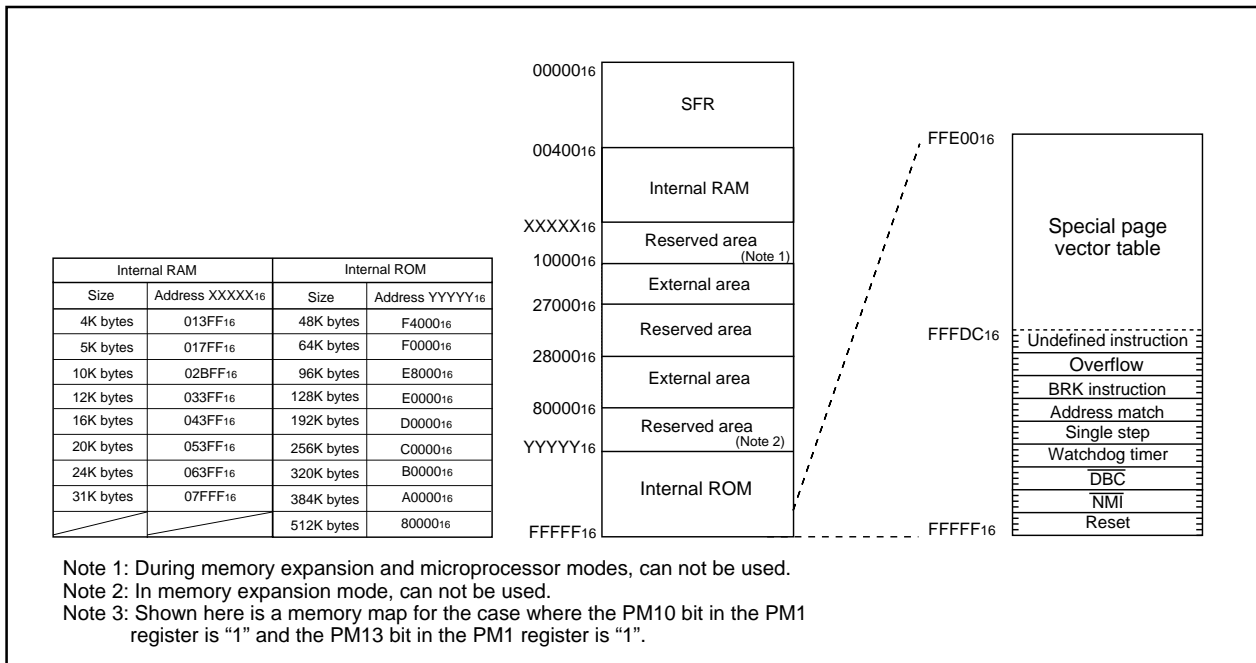 Internal RAM Internal ROM
Size Address XXXXX16 Size Address YYYYY16
4K bytes 013FF16 48K bytes F400016
5K bytes 017FF16 64K bytes F000016
10K bytes 02BFF16 96K bytes E800016
12K bytes 033FF16 128K bytes E000016
16K bytes 043FF16 192K bytes D000016
20K bytes 053FF16 256K bytes C000016
24K bytes 063FF16 320K bytes B000016
31K bytes 07FFF16 384K bytes A000016
512K bytes 8000016
0000016
SFR
0040016
Internal RAM
XXXXX16
Reserved area
(Note 1)
1000016
External area
2700016
Reserved area
2800016
External area
8000016
Reserved area
(Note 2)
YYYYY16
Internal ROM
FFFFF16
FFE0016
Special page
vector table
FFFDC16
Undefined instruction
Overflow
BRK instruction
Address match
Single step
Watchdog timer
DBC
NMI
Reset
FFFFF16
Note 1: During memory expansion and microprocessor modes, can not be used.
Note 2: In memory expansion mode, can not be used.
Note 3: Shown here is a memory map for the case where the PM10 bit in the PM1
register is “1” and the PM13 bit in the PM1 register is “1”.